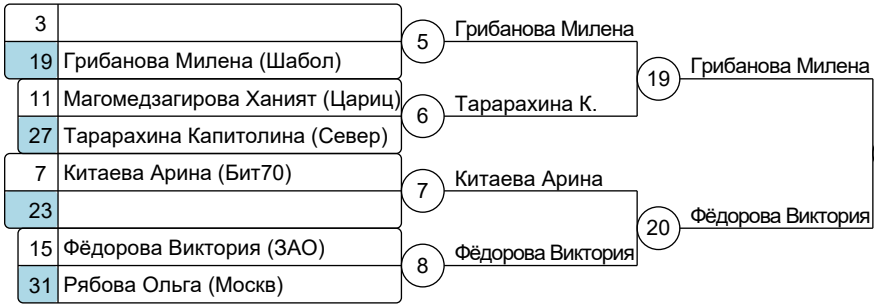 3
19 Грибанова Милена (Шабол)
5
Грибанова Милена
11 Магомедзагирова Ханият (Цариц)
27 Тарарахина Капитолина (Север)
6
Тарарахина К.
19
Грибанова Милена
7 Китаева Арина (Бит70)
23
7
Китаева Арина
15 Фёдорова Виктория (ЗАО)
31 Рябова Ольга (Москв)
8
Фёдорова Виктория
20
Фёдорова Виктория